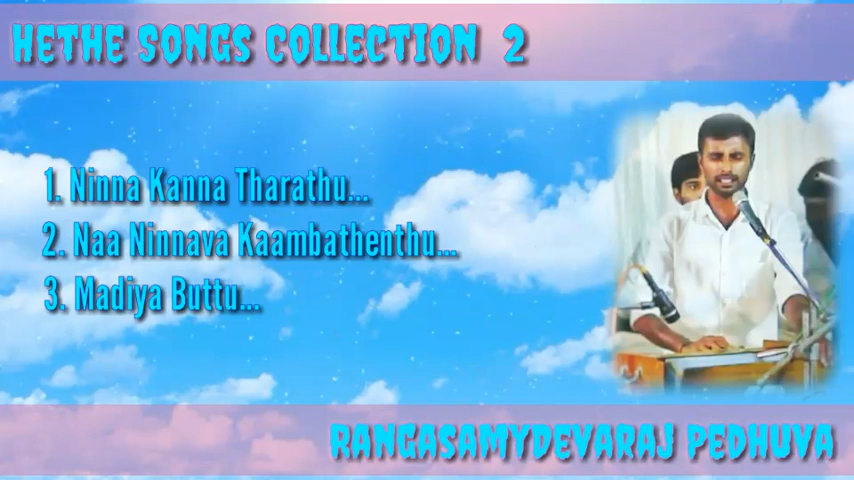 HETHE SONGS COLLECTION 2
1. Ninna Kanna Tharathu...
2. Naa Ninnava Kaambathenthu...
3. Madiya Buttu...
RANGASAMYDEVARAJ PEDHUVA